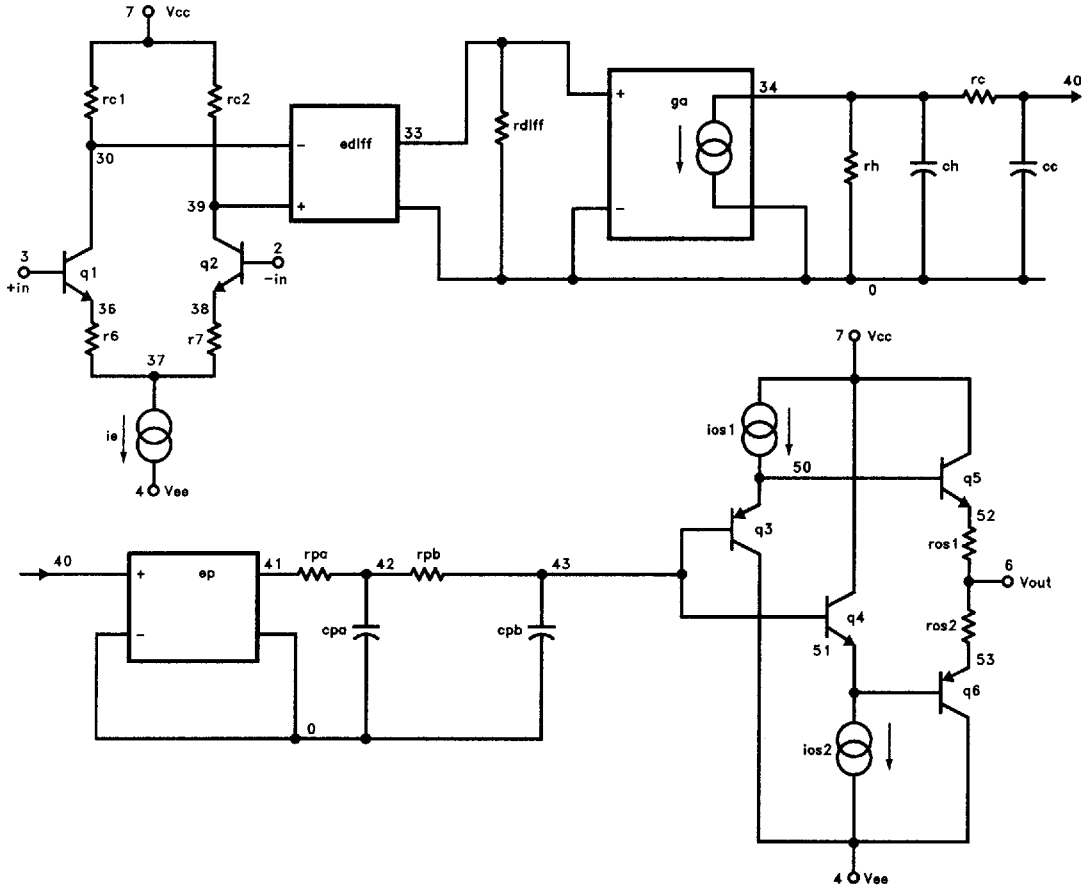 7 Vcc
rc1
rc2
30
39
-
+
ediff
33
rdiff
+
-
ga
34
rh
ch
rc
cc
40
0
3
+in
q1
q2
2
-in
36
38
r6
r7
37
ie
4 Vee
40
+
-
ep
41
rpa
42
rpb
43
cpa
cpb
0
7 Vcc
ios1
50
q3
q5
52
ros1
6
Vout
q4
51
ros2
53
q6
ios2
4 Vee